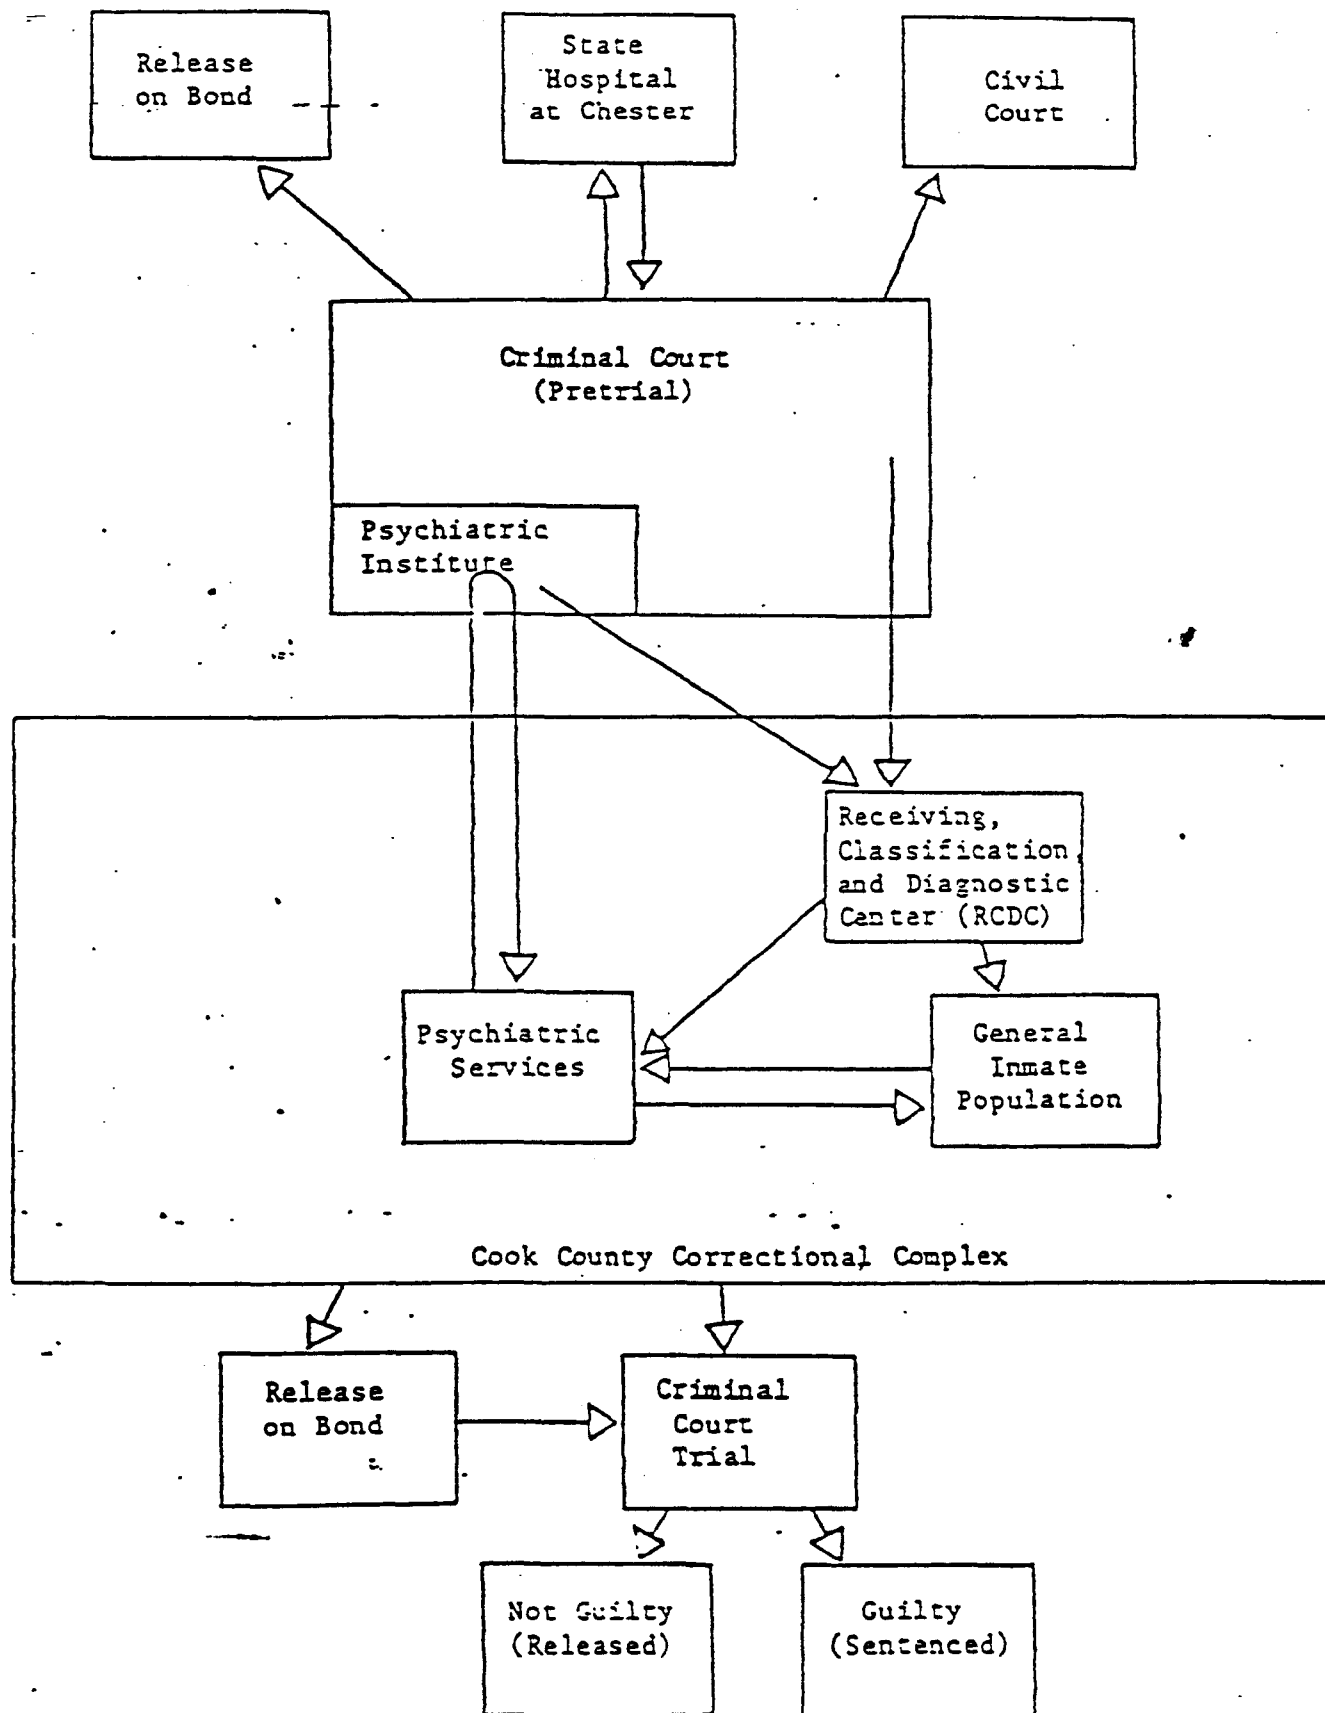 Release
on Bond
State
Hospital
at Chester
Civil
Court
Criminal Court
(Pretrial)
Psychiatric
Institute
Receiving,
Classification
and Diagnostic
Center (RCDC)
Psychiatric
Services
General
Inmate
Population
Cook County Correctional Complex
Release
on Bond
Criminal
Court
Trial
Not Guilty
(Released)
Guilty
(Sentenced)